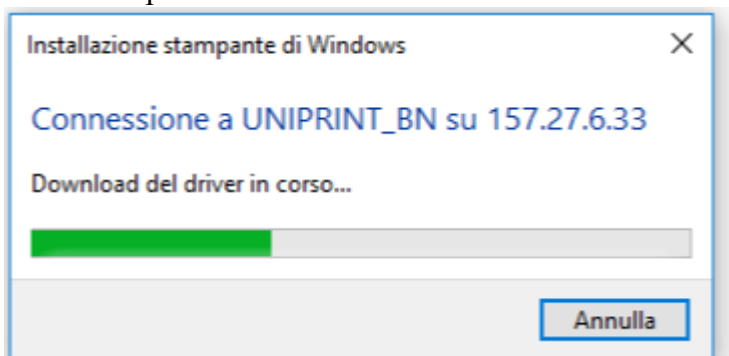 Installazione stampante di Windows
Connessione a UNIPRINT_BN su 157.27.6.33
Download del driver in corso...
Annulla